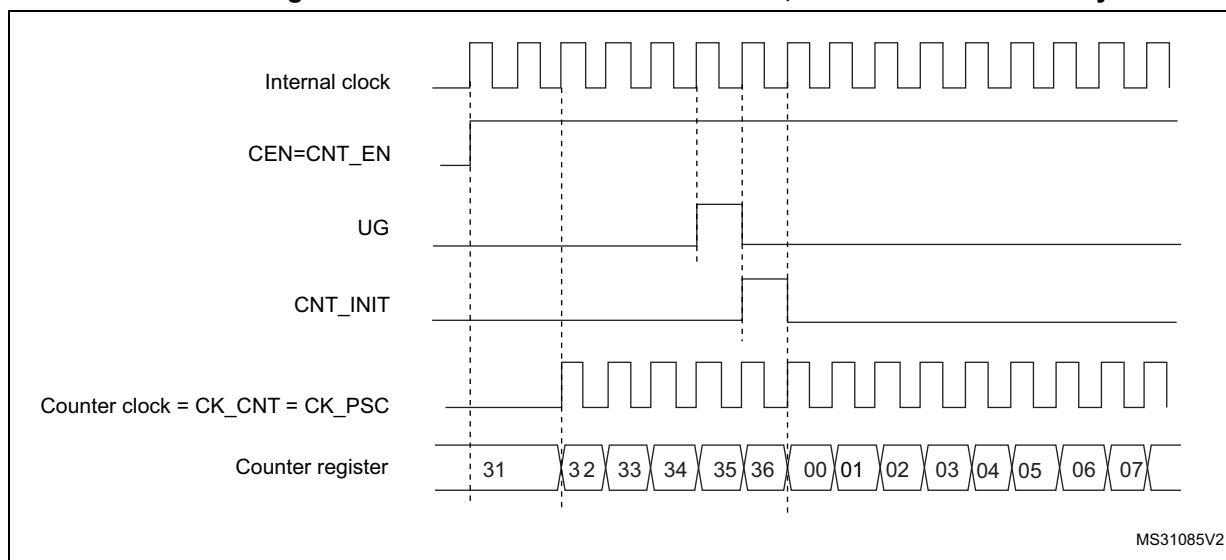 Internal clock
CEN=CNT_EN
UG
CNT_INIT
Counter clock = CK_CNT = CK_PSC
Counter register
31 32 33 34 35 36 00 01 02 03 04 05 06 07
MS31085V2